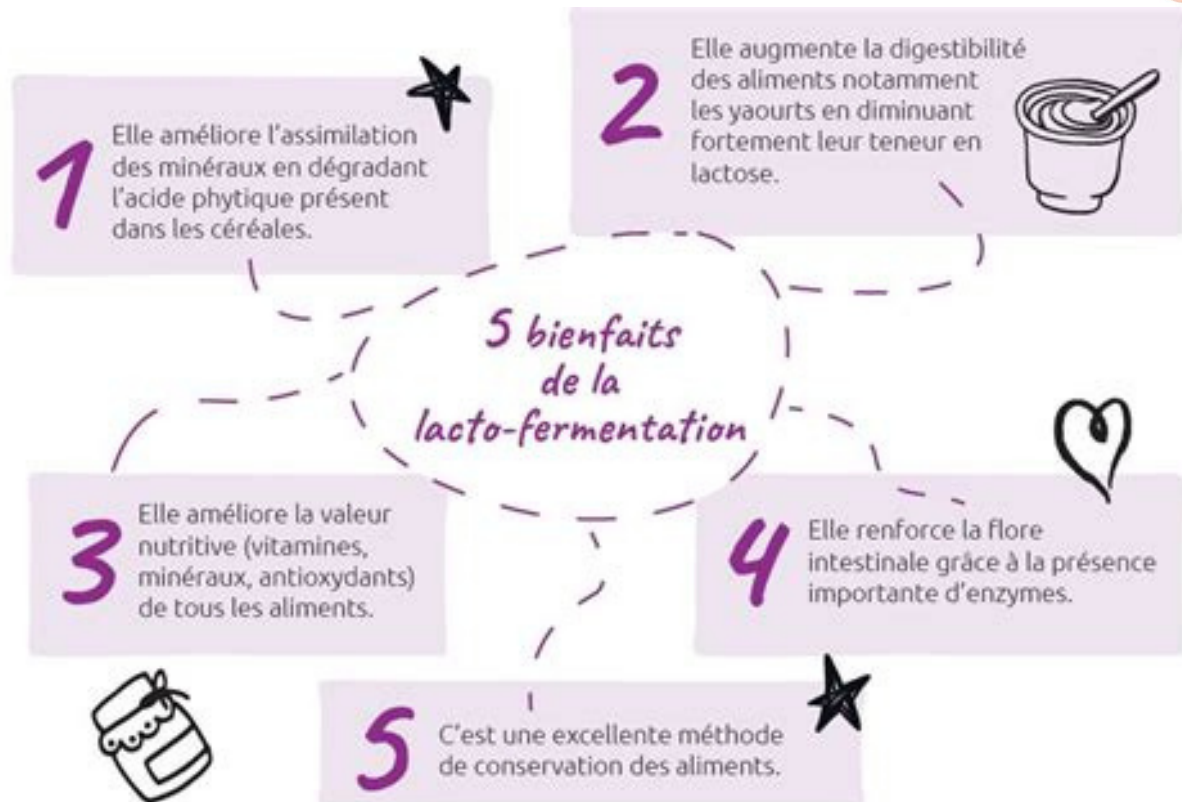 1
Elle améliore l'assimilation
des minéraux en dégradant
l'acide phytique présent
dans les céréales.
2
Elle augmente la digestibilité
des aliments notamment
les yaourts en diminuant
fortement leur teneur en
lactose.
5 bienfaits
de la
lacto-fermentation
3
Elle améliore la valeur
nutritive (vitamines,
minéraux, antioxydants)
de tous les aliments.
4
Elle renforce la flore
intestinale grâce à la présence
importante d'enzymes.
5
C'est une excellente méthode
de conservation des aliments.